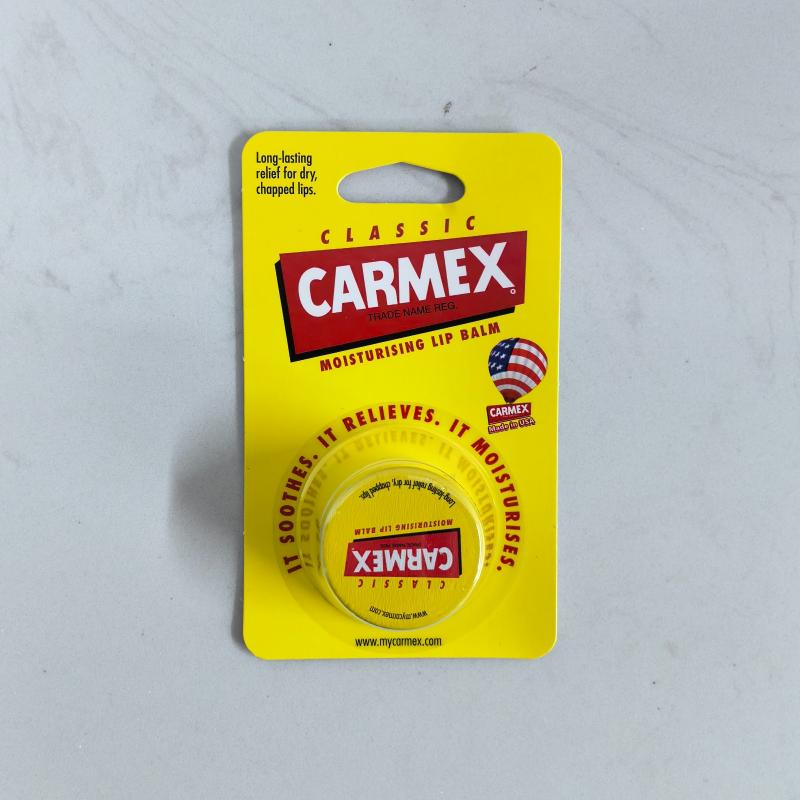 Long-lasting
relief for dry,
chapped lips.
CLASSIC
CARMEX
TRADE NAME REG.
MOISTURISING LIP BALM
CARMEX
Made in USA
IT SOOTHES. IT RELIEVES. IT MOISTURISES.
Long-lasting relief for dry, chapped lips.
CLASSIC
CARMEX
MOISTURISING LIP BALM
www.mycarmex.com
www.mycarmex.com